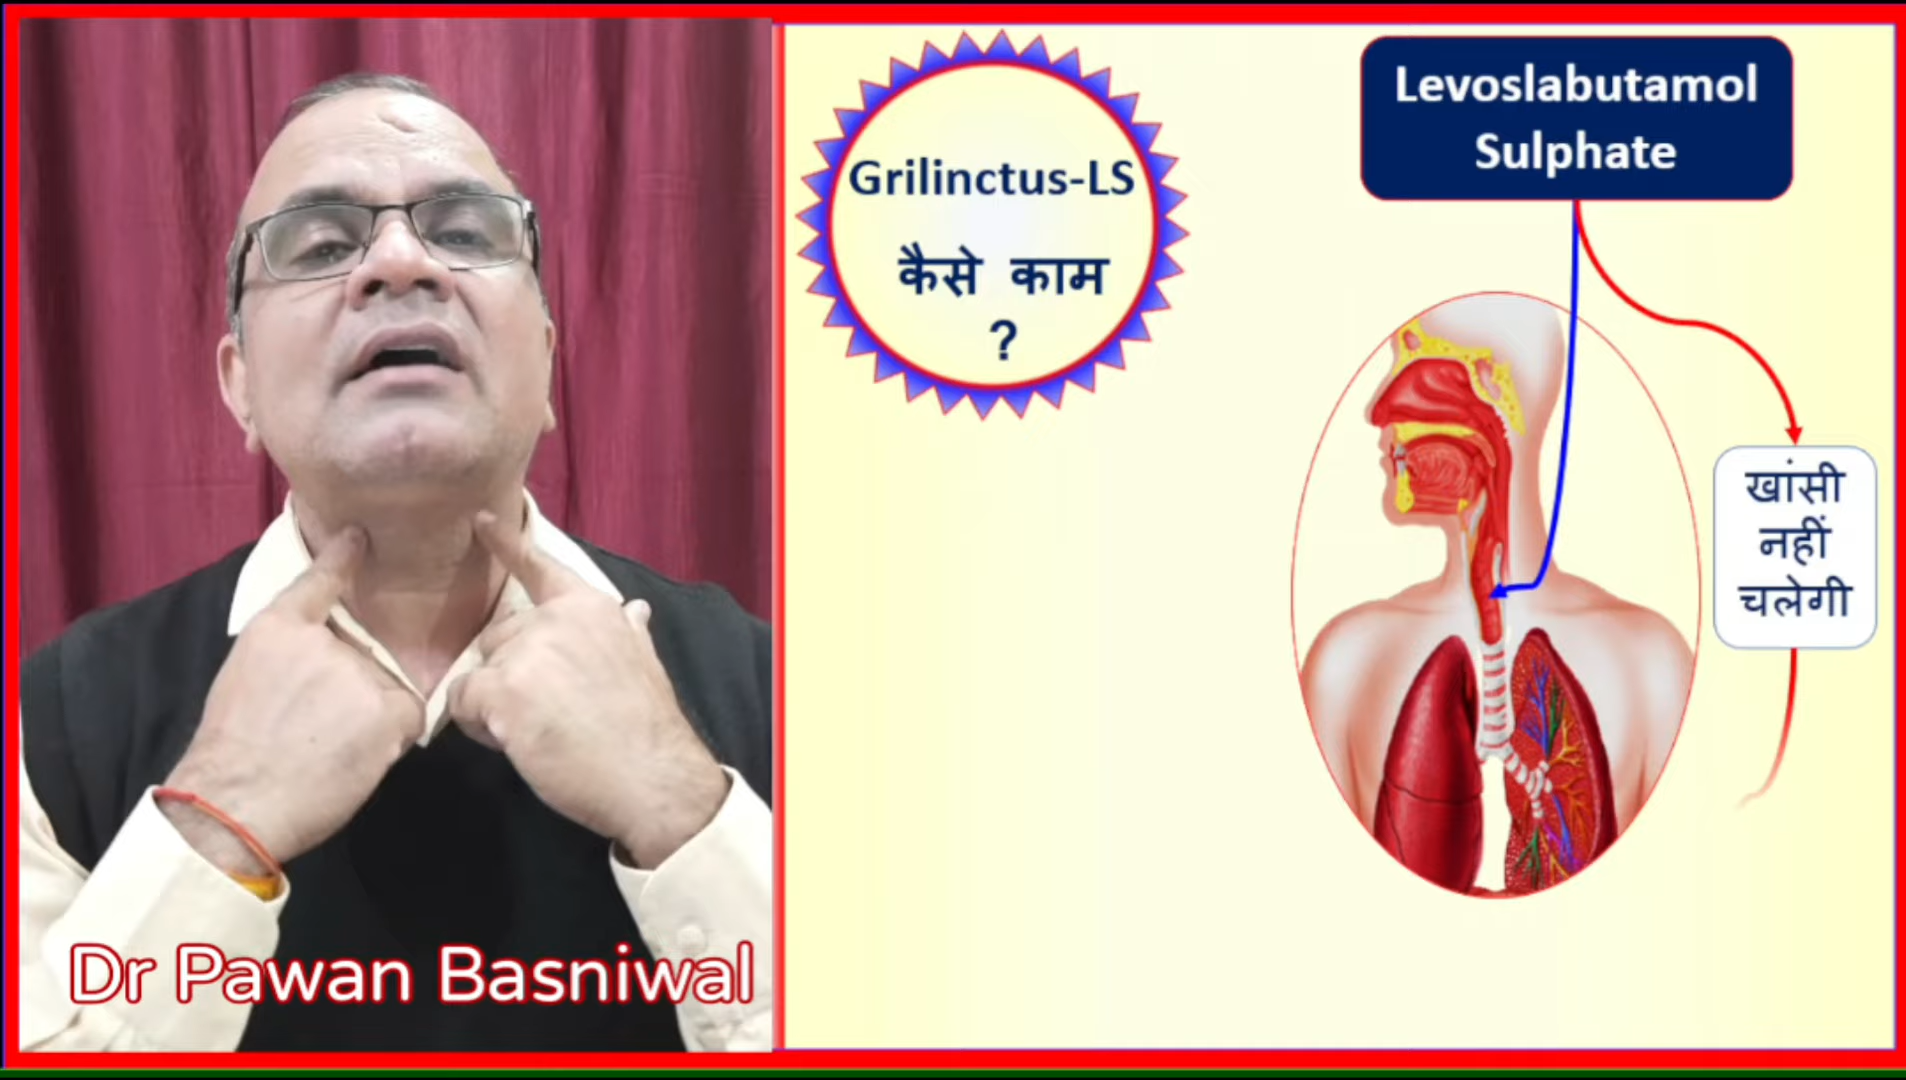 Grilinctus-LS
कैसे काम
?
Levoslabutamol
Sulphate
खांसी
नहीं
चलेगी
Dr Pawan Basniwal